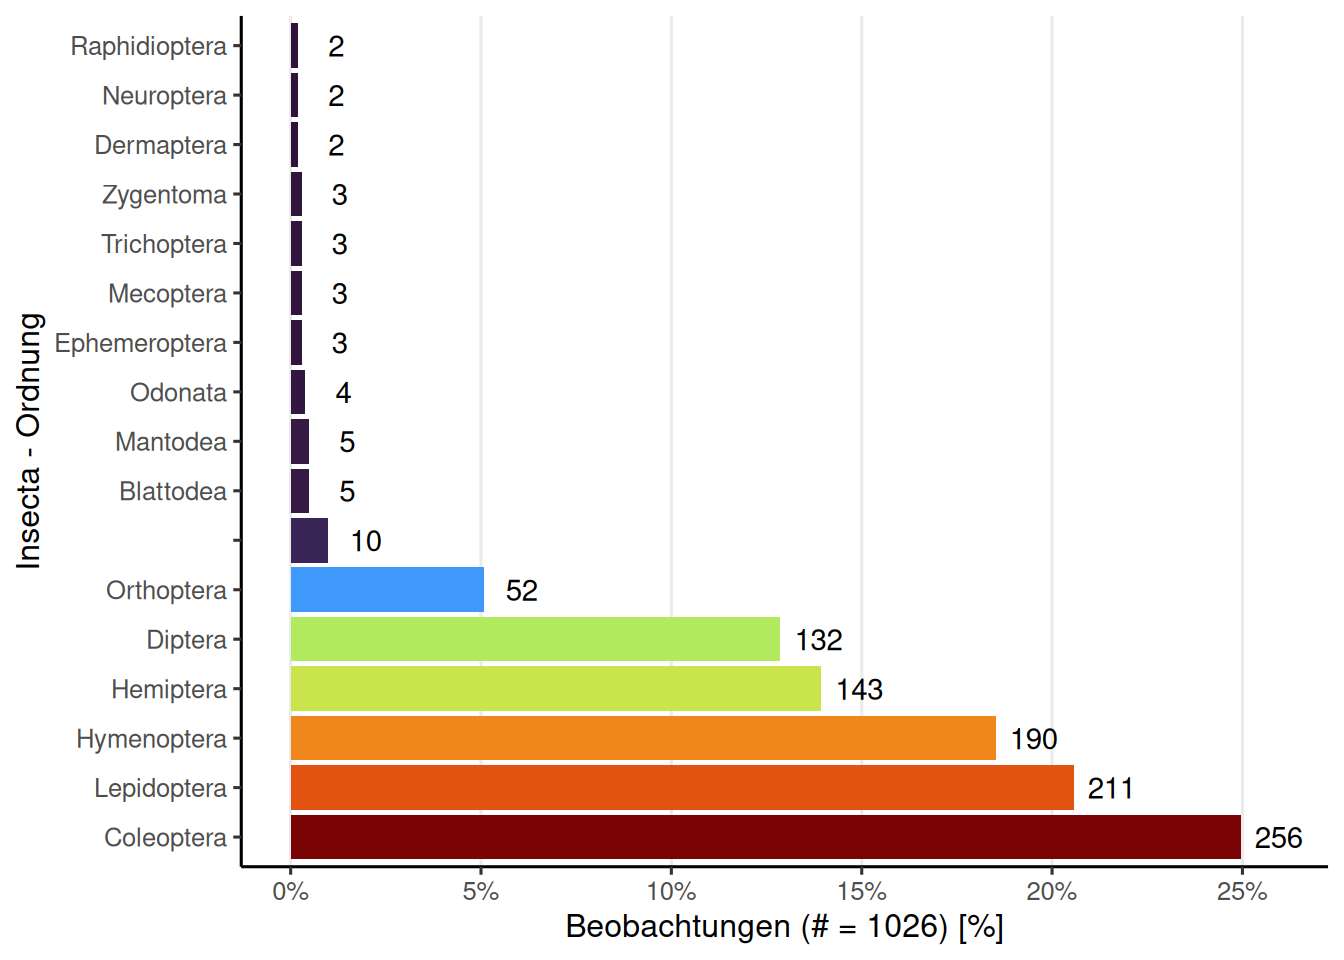 Insecta - Ordnung
Raphidioptera 2
Neuroptera 2
Dermaptera 2
Zygentoma 3
Trichoptera 3
Mecoptera 3
Ephemeroptera 3
Odonata 4
Mantodea 5
Blattodea 5
10
Orthoptera 52
Diptera 132
Hemiptera 143
Hymenoptera 190
Lepidoptera 211
Coleoptera 256
0% 5% 10% 15% 20% 25%
Beobachtungen (# = 1026) [%]